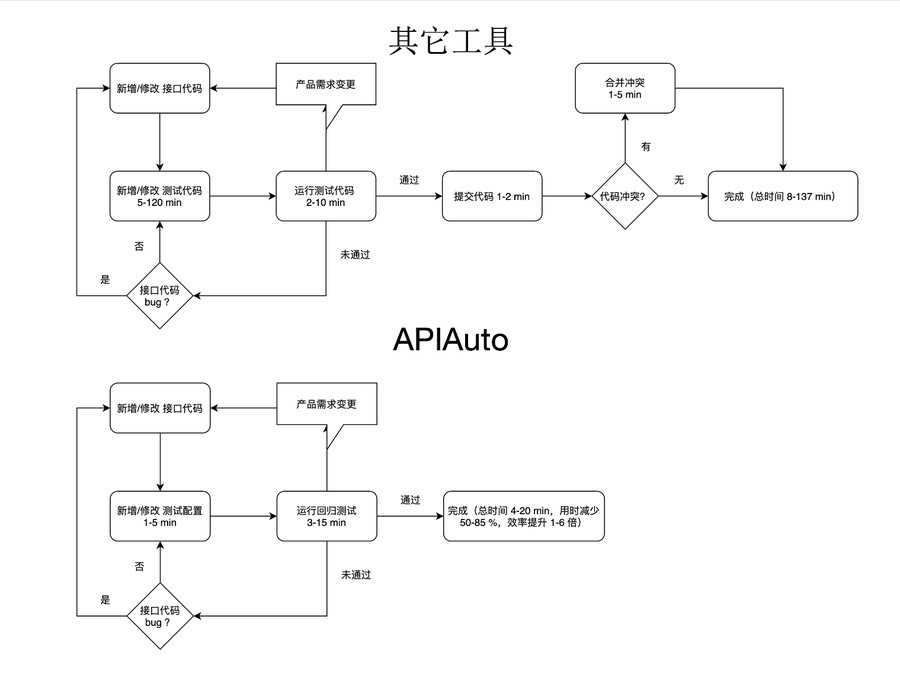 其它工具
新增/修改 接口代码
产品需求变更
合并冲突
1-5 min
有
新增/修改 测试代码
5-120 min
运行测试代码
2-10 min
通过
提交代码 1-2 min
代码冲突?
无
完成（总时间 8-137 min）
否
未通过
是
接口代码
bug ?
APIAuto
新增/修改 接口代码
产品需求变更
新增/修改 测试配置
1-5 min
运行回归测试
3-15 min
通过
完成（总时间 4-20 min，用时减少
50-85 %，效率提升 1-6 倍）
否
未通过
是
接口代码
bug ?